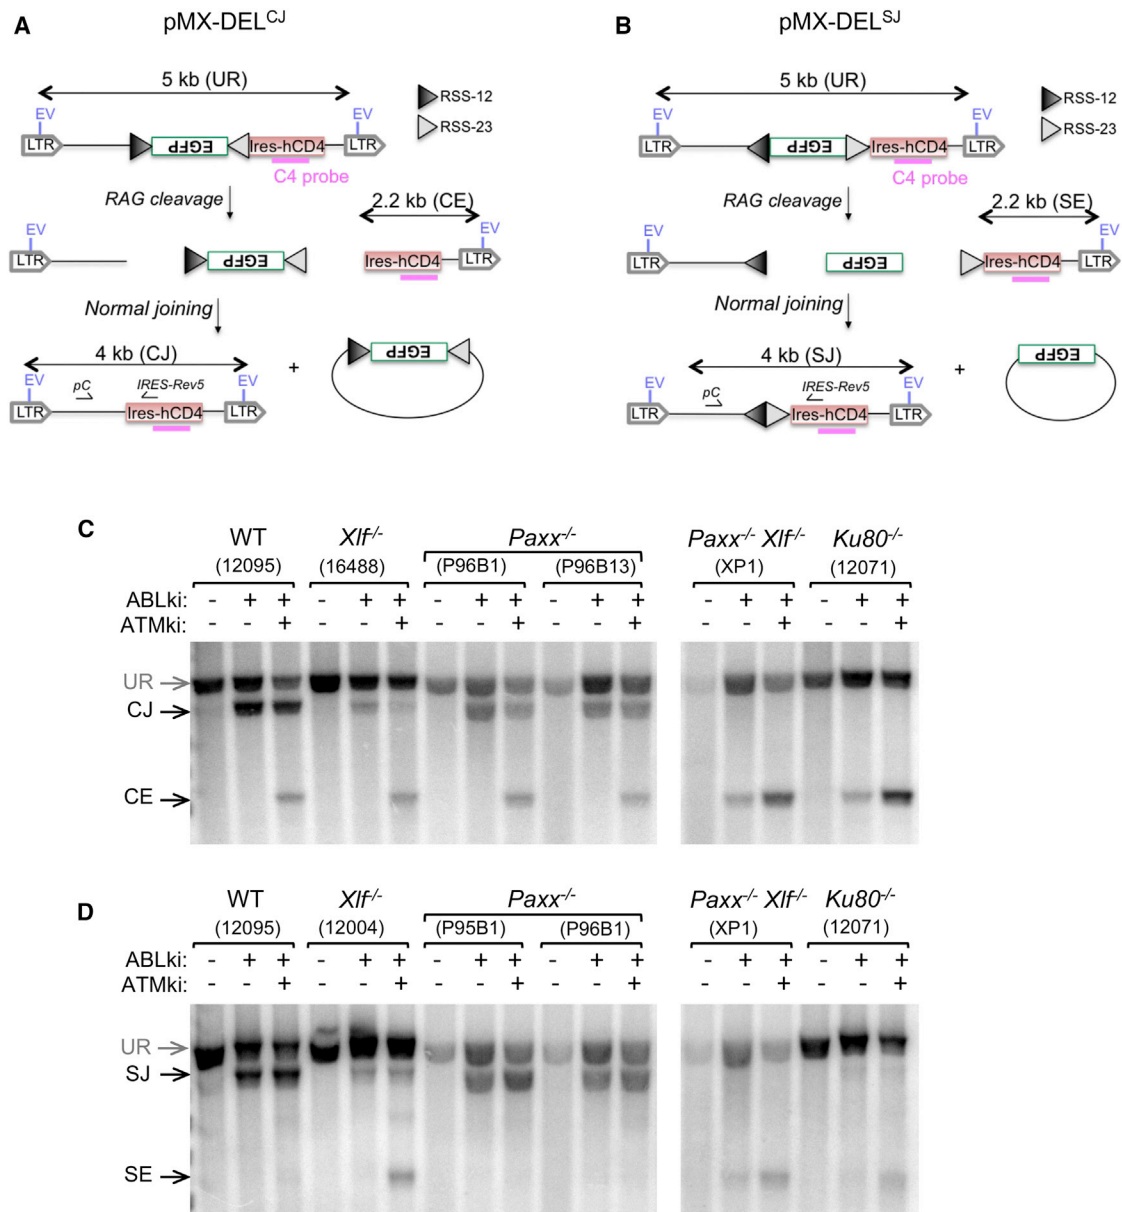 A pMX-DELCJ
5 kb (UR)
EV EV
RSS-12
RSS-23
LTR EGFP Ires-hCD4 LTR
C4 probe
RAG cleavage
2.2 kb (CE)
EV EV
LTR EGFP Ires-hCD4 LTR
Normal joining
4 kb (CJ)
EV pC IRES-Rev5 EV
LTR Ires-hCD4 LTR
+
EGFP
B pMX-DELSJ
5 kb (UR)
EV EV
RSS-12
RSS-23
LTR EGFP Ires-hCD4 LTR
C4 probe
RAG cleavage
2.2 kb (SE)
EV EV
LTR EGFP Ires-hCD4 LTR
Normal joining
4 kb (SJ)
EV pC IRES-Rev5 EV
LTR Ires-hCD4 LTR
+
EGFP
C
WT Xlf-/- Paxx-/- Paxx-/- Xlf-/- Ku80-/-
(12095) (16488) (P96B1) (P96B13) (XP1) (12071)
ABLki: - + + - + + - + + - + + - + + - + +
ATMki: - - + - - + - - + - - + - - + - - +
UR
CJ
CE
D
WT Xlf-/- Paxx-/- Paxx-/- Xlf-/- Ku80-/-
(12095) (12004) (P95B1) (P96B1) (XP1) (12071)
ABLki: - + + - + + - + + - + + - + + - + +
ATMki: - - + - - + - - + - - + - - + - - +
UR
SJ
SE